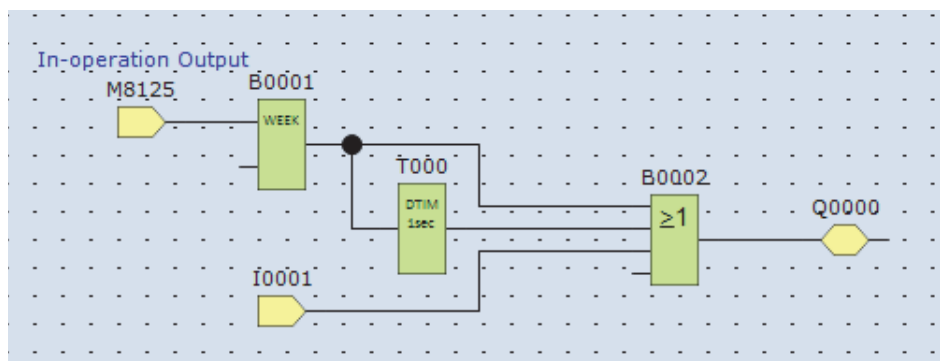 In-operation Output
M8125
B0001
WEEK
T000
DTIM
1sec
B0002
≥1
Q0000
I0001